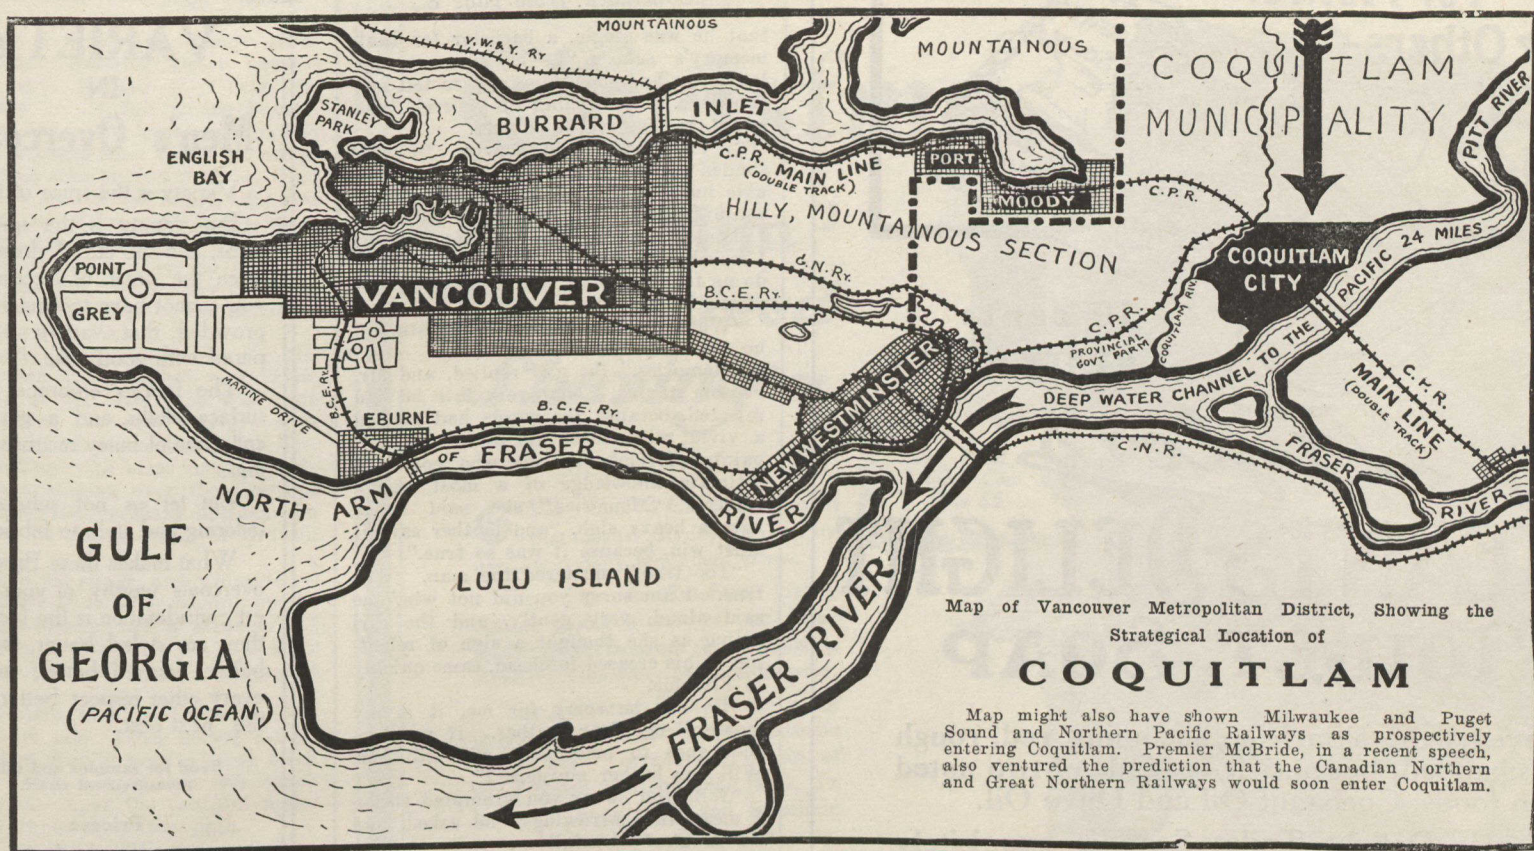 MOUNTAINOUS
V.W.&Y. RY
MOUNTAINOUS
COQUITLAM
MUNICIPALITY
PITT RIVER
STANLEY
PARK
BURRARD INLET
ENGLISH
BAY
C.P.R. MAIN LINE
(DOUBLE TRACK)
PORT
MOODY
C.P.R.
HILLY, MOUNTAINOUS SECTION
COQUITLAM
CITY
DEEP WATER CHANNEL TO THE PACIFIC 24 MILES
POINT
GREY
VANCOUVER
G.N.RY.
B.C.E.RY.
C.P.R.
PROVINCIAL
GOVT FARM
COQUITLAM RIV.
C.P.R.
MAIN LINE
(DOUBLE TRACK)
MARINE DRIVE
B.C.E.RY.
EBURNE
B.C.E.RY.
NEW WESTMINSTER
C.N.R.
FRASER RIVER
NORTH ARM OF FRASER RIVER
GULF
OF
GEORGIA
(PACIFIC OCEAN)
LULU ISLAND
FRASER RIVER
Map of Vancouver Metropolitan District, Showing the
Strategical Location of
COQUITLAM
Map might also have shown Milwaukee and Puget
Sound and Northern Pacific Railways as prospectively
entering Coquitlam. Premier McBride, in a recent speech,
also ventured the prediction that the Canadian Northern
and Great Northern Railways would soon enter Coquitlam.